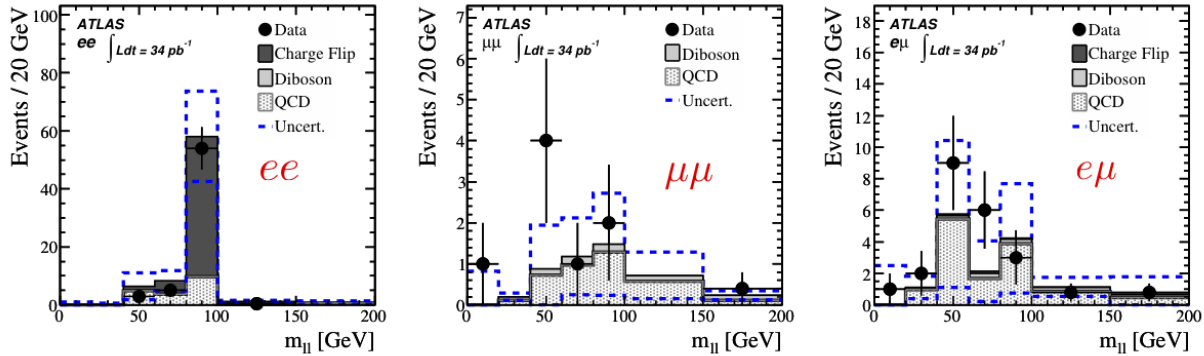 Events / 20 GeV
100
80
60
40
20
0
ATLAS
ee ∫Ldt = 34 pb⁻¹
Data
Charge Flip
Diboson
QCD
Uncert.
ee
0 50 100 150 200
mll [GeV]
Events / 20 GeV
7
6
5
4
3
2
1
0
ATLAS
μμ ∫Ldt = 34 pb⁻¹
Data
Diboson
QCD
Uncert.
μμ
0 50 100 150 200
mll [GeV]
Events / 20 GeV
18
16
14
12
10
8
6
4
2
0
ATLAS
eμ ∫Ldt = 34 pb⁻¹
Data
Charge Flip
Diboson
QCD
Uncert.
eμ
0 50 100 150 200
mll [GeV]